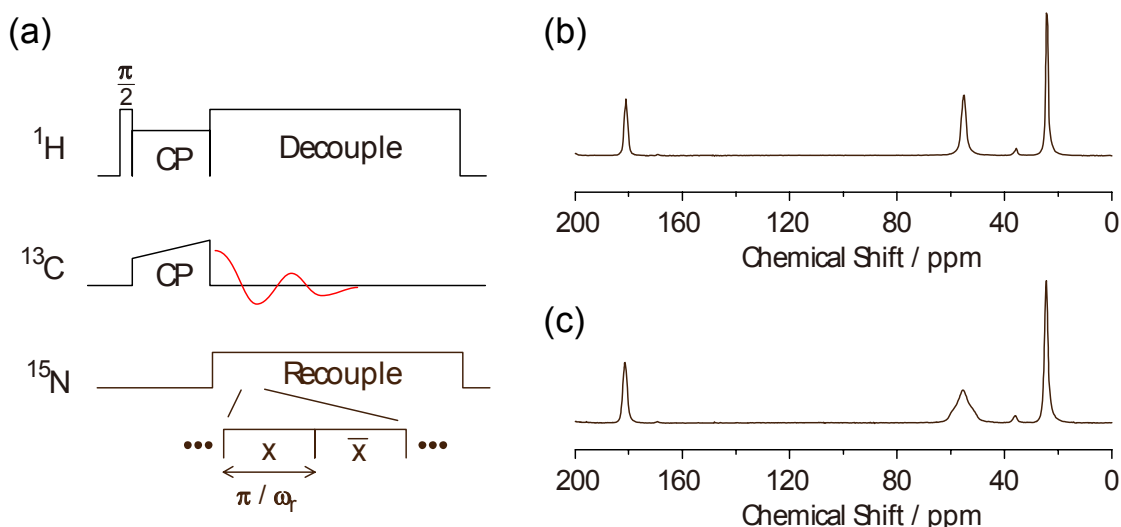 (a)
π
2
¹H
CP
Decouple
¹³C
CP
¹⁵N
Recouple
••• x x̅ •••
π / ωᵣ
(b)
200 160 120 80 40 0
Chemical Shift / ppm
(c)
200 160 120 80 40 0
Chemical Shift / ppm